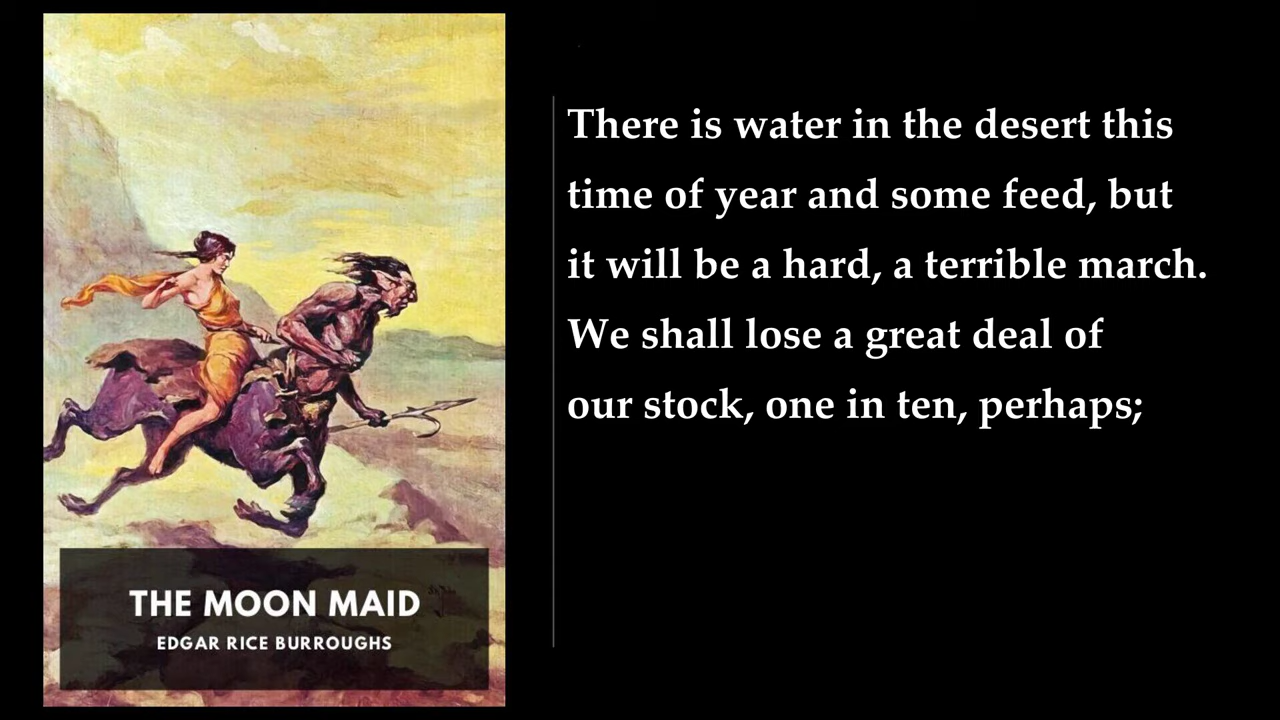 THE MOON MAID
EDGAR RICE BURROUGHS
There is water in the desert this
time of year and some feed, but
it will be a hard, a terrible march.
We shall lose a great deal of
our stock, one in ten, perhaps;